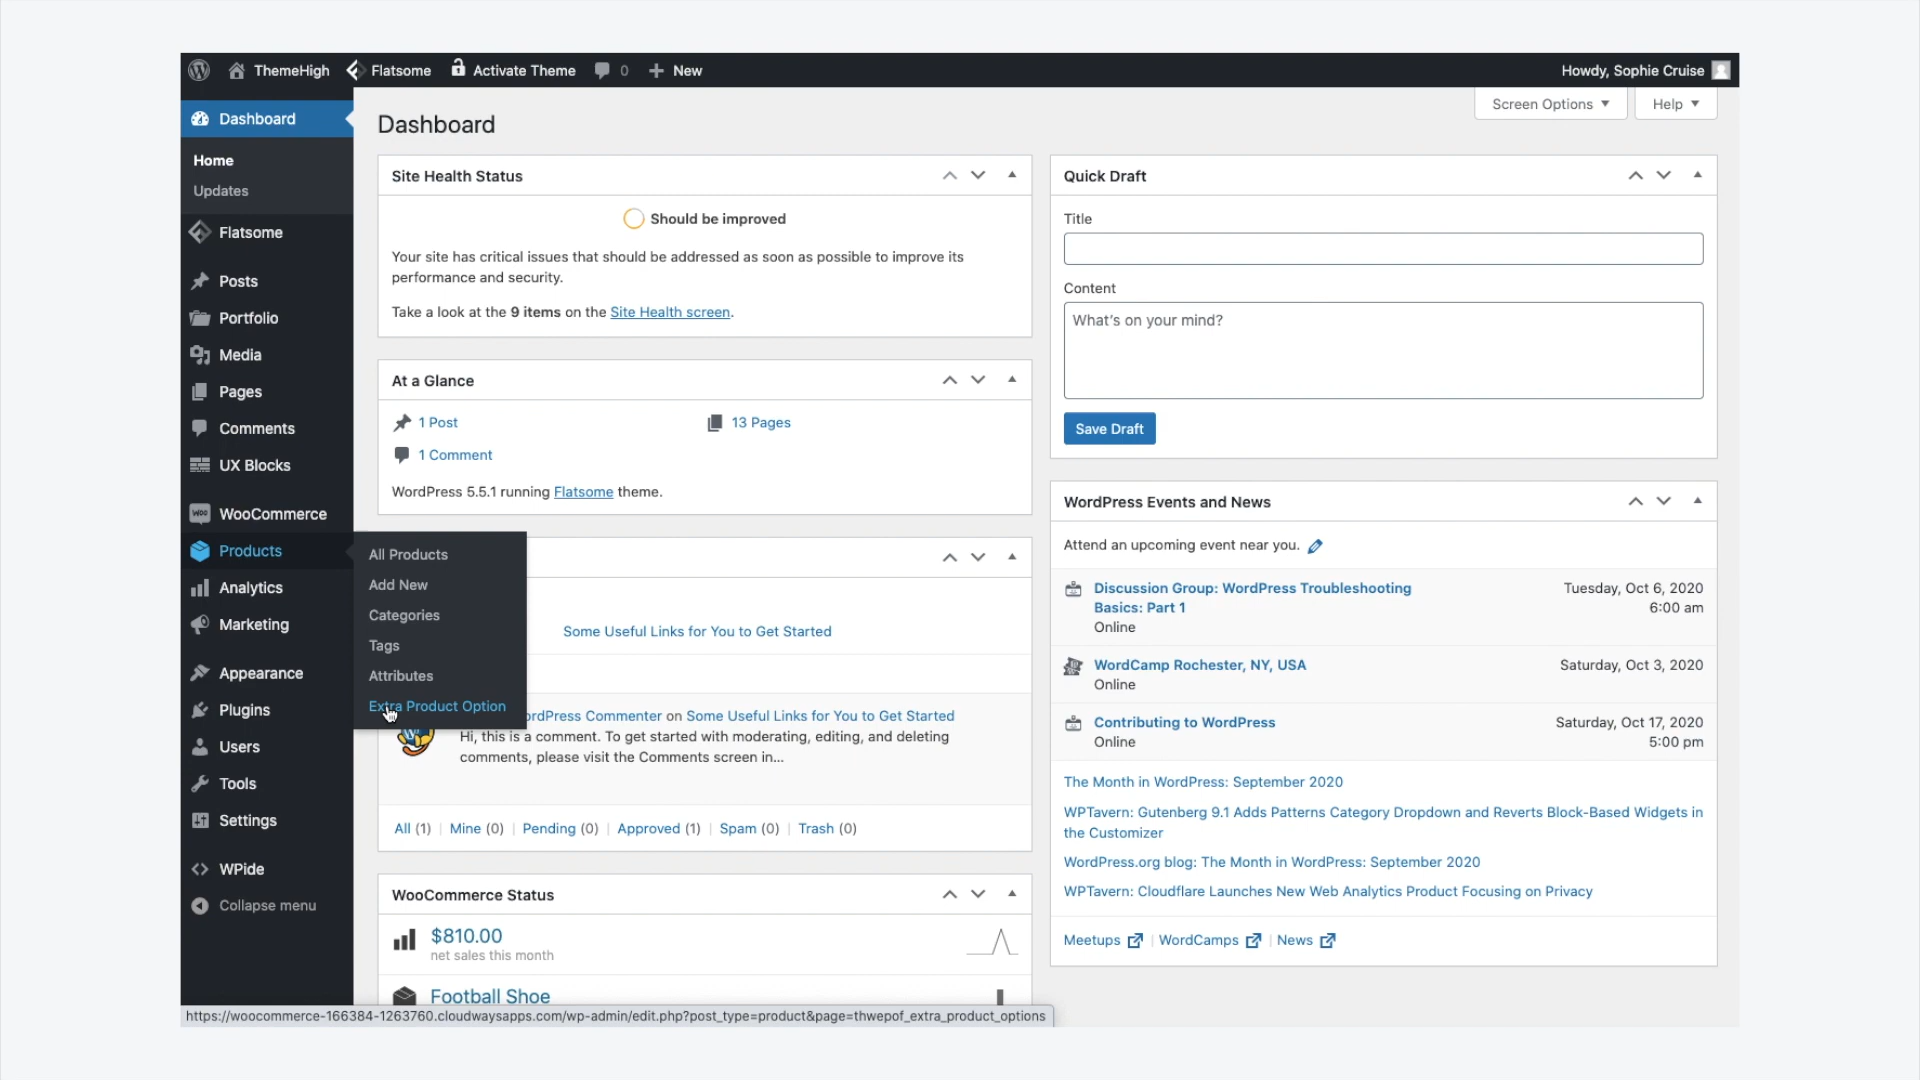 ThemeHigh Flatsome Activate Theme 0 New Howdy, Sophie Cruise
Screen Options Help
Dashboard
Home
Updates
Flatsome
Posts
Portfolio
Media
Pages
Comments
UX Blocks
WooCommerce
Products
Analytics
Marketing
Appearance
Plugins
Users
Tools
Settings
WPide
Collapse menu
All Products
Add New
Categories
Tags
Attributes
Extra Product Option
Dashboard
Site Health Status
Should be improved
Your site has critical issues that should be addressed as soon as possible to improve its
performance and security.
Take a look at the 9 items on the Site Health screen.
At a Glance
1 Post 13 Pages
1 Comment
WordPress 5.5.1 running Flatsome theme.
Some Useful Links for You to Get Started
ordPress Commenter on Some Useful Links for You to Get Started
Hi, this is a comment. To get started with moderating, editing, and deleting
comments, please visit the Comments screen in...
All (1) | Mine (0) | Pending (0) | Approved (1) | Spam (0) | Trash (0)
WooCommerce Status
$810.00
net sales this month
Football Shoe
Quick Draft
Title
Content
What's on your mind?
Save Draft
WordPress Events and News
Attend an upcoming event near you.
Discussion Group: WordPress Troubleshooting Tuesday, Oct 6, 2020
Basics: Part 1 6:00 am
Online
WordCamp Rochester, NY, USA Saturday, Oct 3, 2020
Online
Contributing to WordPress Saturday, Oct 17, 2020
Online 5:00 pm
The Month in WordPress: September 2020
WPTavern: Gutenberg 9.1 Adds Patterns Category Dropdown and Reverts Block-Based Widgets in
the Customizer
WordPress.org blog: The Month in WordPress: September 2020
WPTavern: Cloudflare Launches New Web Analytics Product Focusing on Privacy
Meetups | WordCamps | News
https://woocommerce-166384-1263760.cloudwaysapps.com/wp-admin/edit.php?post_type=product&page=thwepof_extra_product_options